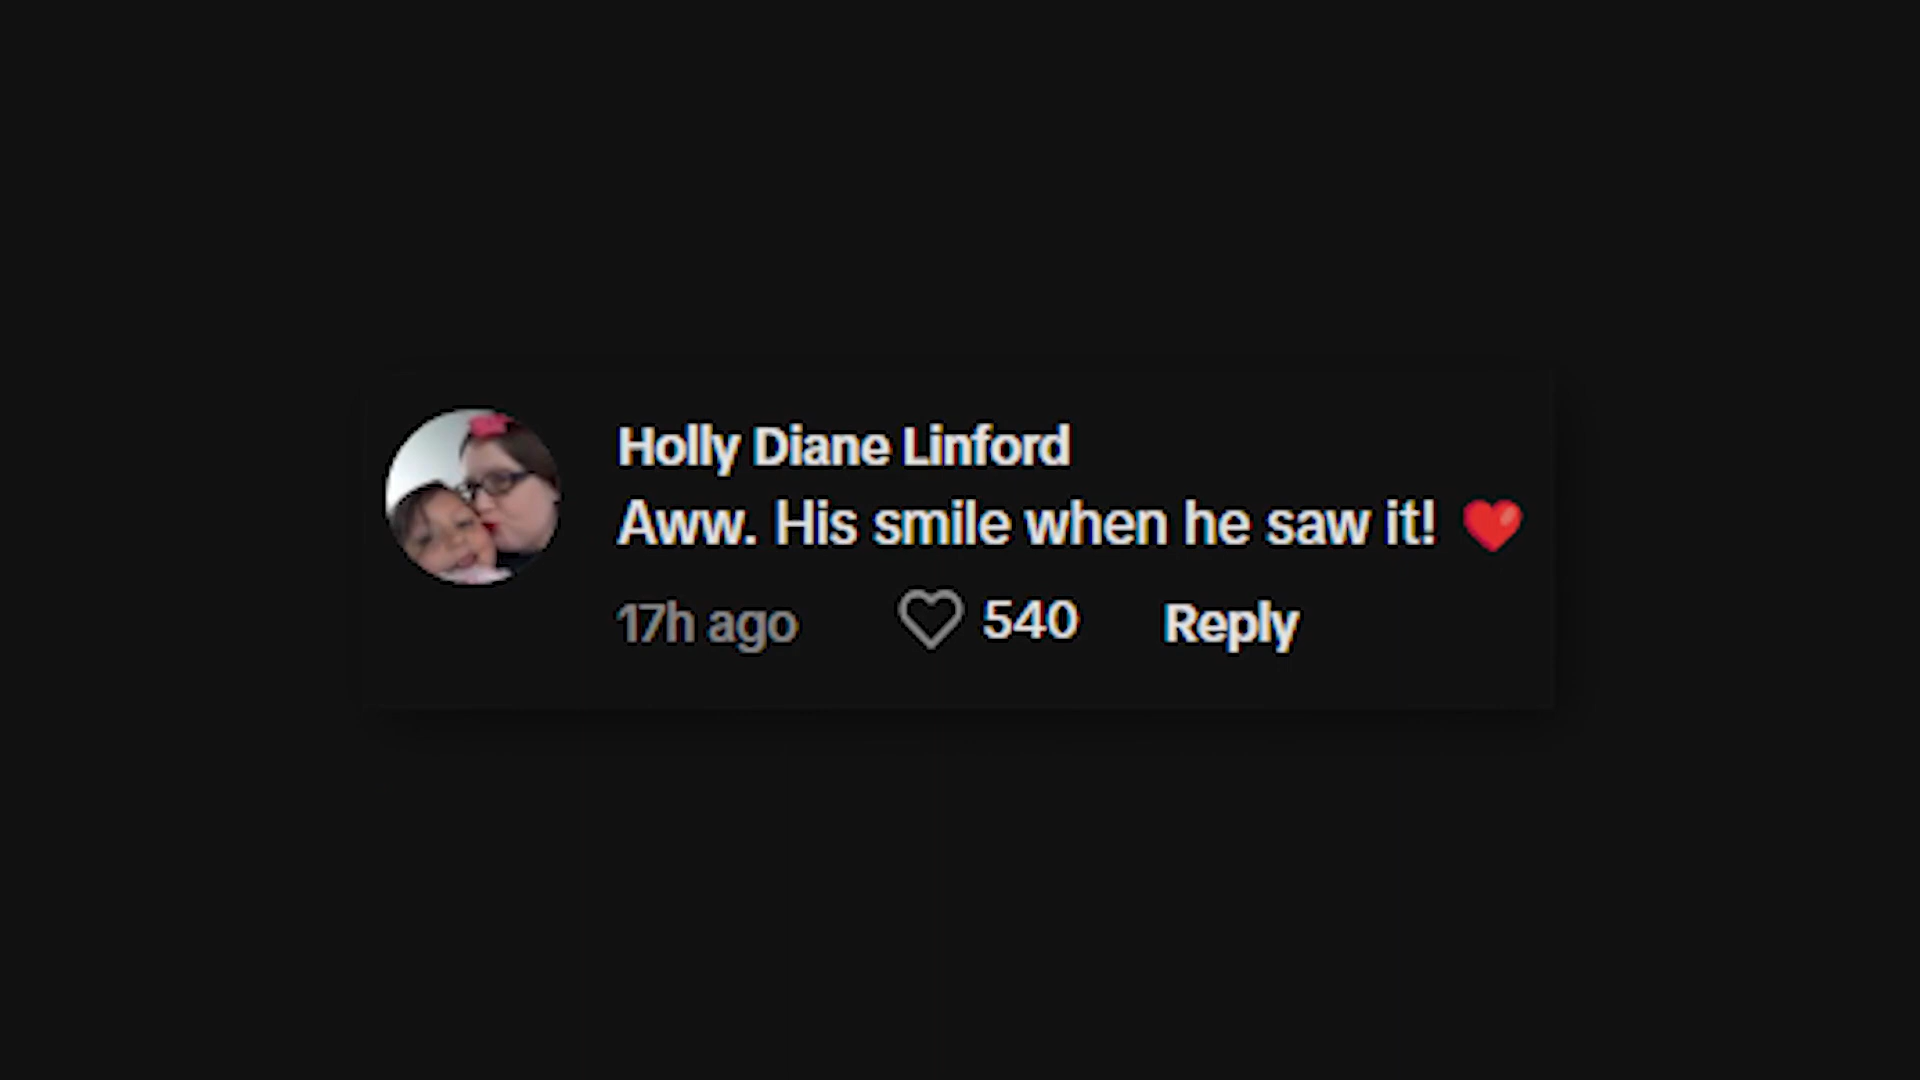 Holly Diane Linford
Aww. His smile when he saw it! ❤️
17h ago 540 Reply